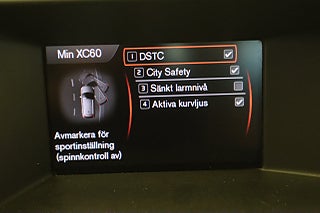 Min XC60
1 DSTC
2 City Safety
3 Sänkt larmnivå
4 Aktiva kurvljus
Avmarkera för
sportinställning
(spinnkontroll av)